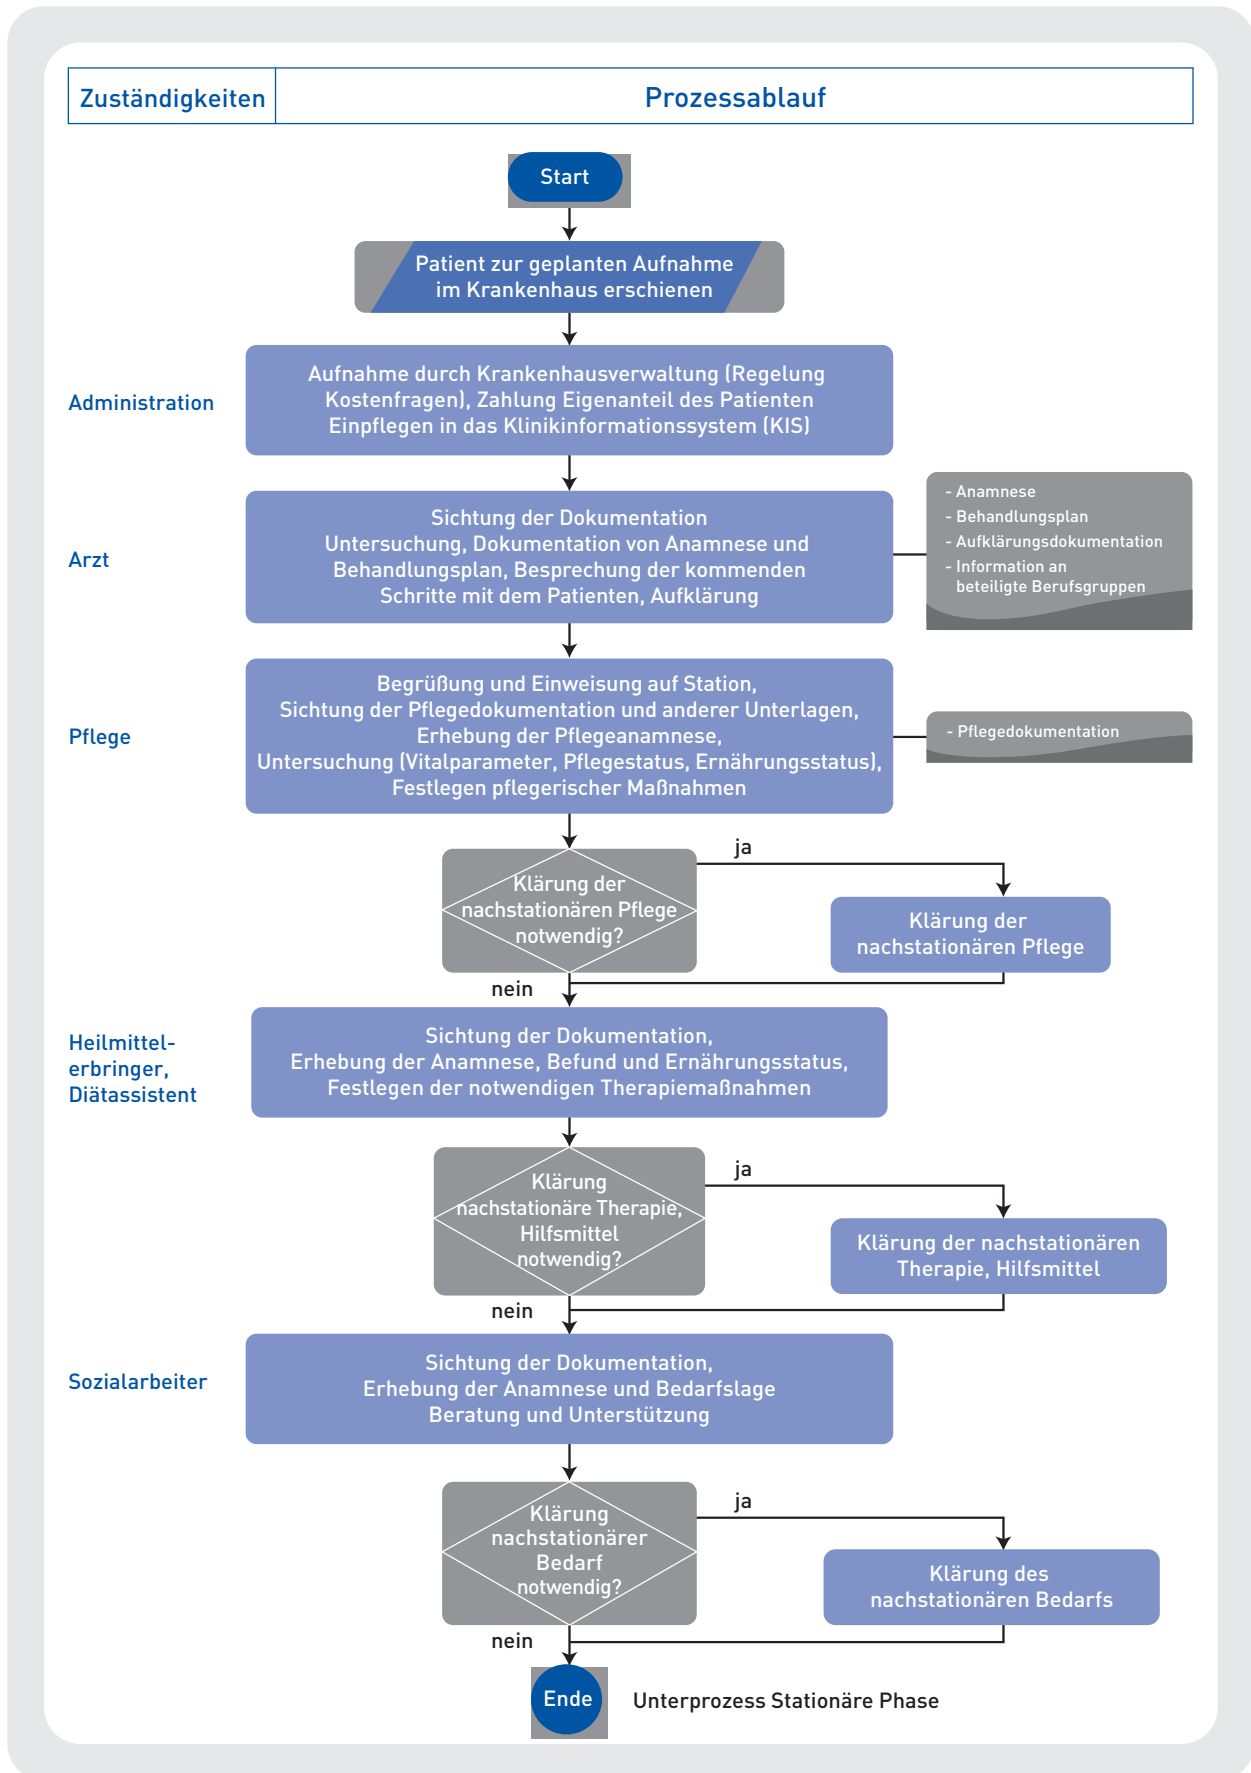 Zuständigkeiten
Prozessablauf
Start
Patient zur geplanten Aufnahme
im Krankenhaus erschienen
Administration
Aufnahme durch Krankenhausverwaltung (Regelung
Kostenfragen), Zahlung Eigenanteil des Patienten
Einpflegen in das Klinikinformationssystem (KIS)
Arzt
Sichtung der Dokumentation
Untersuchung, Dokumentation von Anamnese und
Behandlungsplan, Besprechung der kommenden
Schritte mit dem Patienten, Aufklärung
- Anamnese
- Behandlungsplan
- Aufklärungsdokumentation
- Information an
beteiligte Berufsgruppen
Pflege
Begrüßung und Einweisung auf Station,
Sichtung der Pflegedokumentation und anderer Unterlagen,
Erhebung der Pflegeanamnese,
Untersuchung (Vitalparameter, Pflegestatus, Ernährungsstatus),
Festlegen pflegerischer Maßnahmen
- Pflegedokumentation
Klärung der
nachstationären Pflege
notwendig?
ja
Klärung der
nachstationären Pflege
nein
Heilmittel-
erbringer,
Diätassistent
Sichtung der Dokumentation,
Erhebung der Anamnese, Befund und Ernährungsstatus,
Festlegen der notwendigen Therapiemaßnahmen
Klärung
nachstationäre Therapie,
Hilfsmittel
notwendig?
ja
Klärung der nachstationären
Therapie, Hilfsmittel
nein
Sozialarbeiter
Sichtung der Dokumentation,
Erhebung der Anamnese und Bedarfslage
Beratung und Unterstützung
Klärung
nachstationärer
Bedarf
notwendig?
ja
Klärung des
nachstationären Bedarfs
nein
Ende
Unterprozess Stationäre Phase